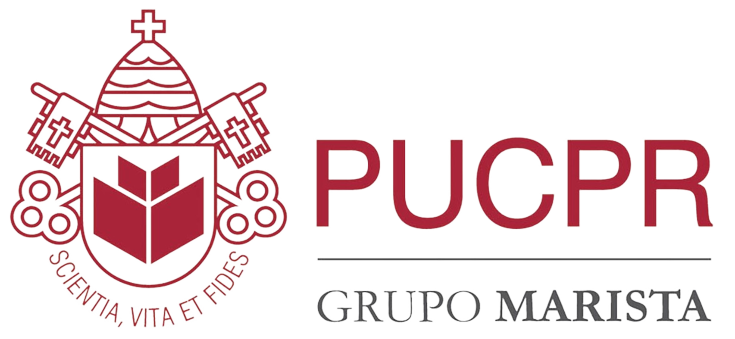 PUCPR
GRUPO MARISTA
SCIENTIA, VITA ET FIDES